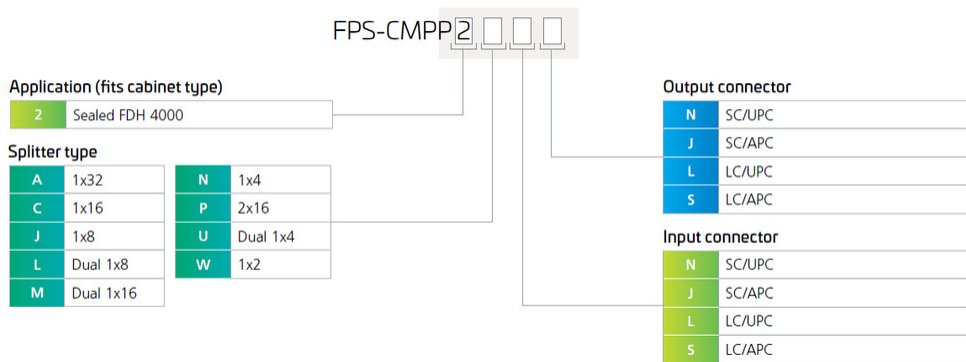 FPS-CMPP 2
Application (fits cabinet type)
2 Sealed FDH 4000
Splitter type
A 1x32
C 1x16
J 1x8
L Dual 1x8
M Dual 1x16
N 1x4
P 2x16
U Dual 1x4
W 1x2
Output connector
N SC/UPC
J SC/APC
L LC/UPC
S LC/APC
Input connector
N SC/UPC
J SC/APC
L LC/UPC
S LC/APC